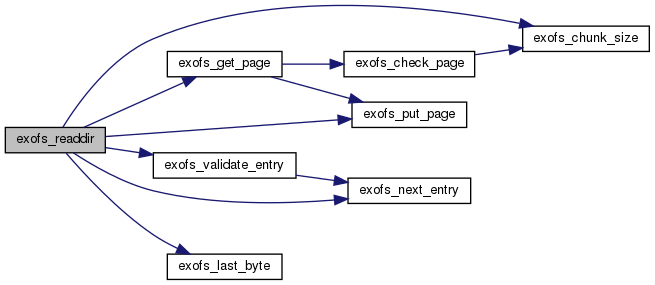 exofs_chunk_size
exofs_get_page
exofs_check_page
exofs_put_page
exofs_readdir
exofs_validate_entry
exofs_next_entry
exofs_last_byte